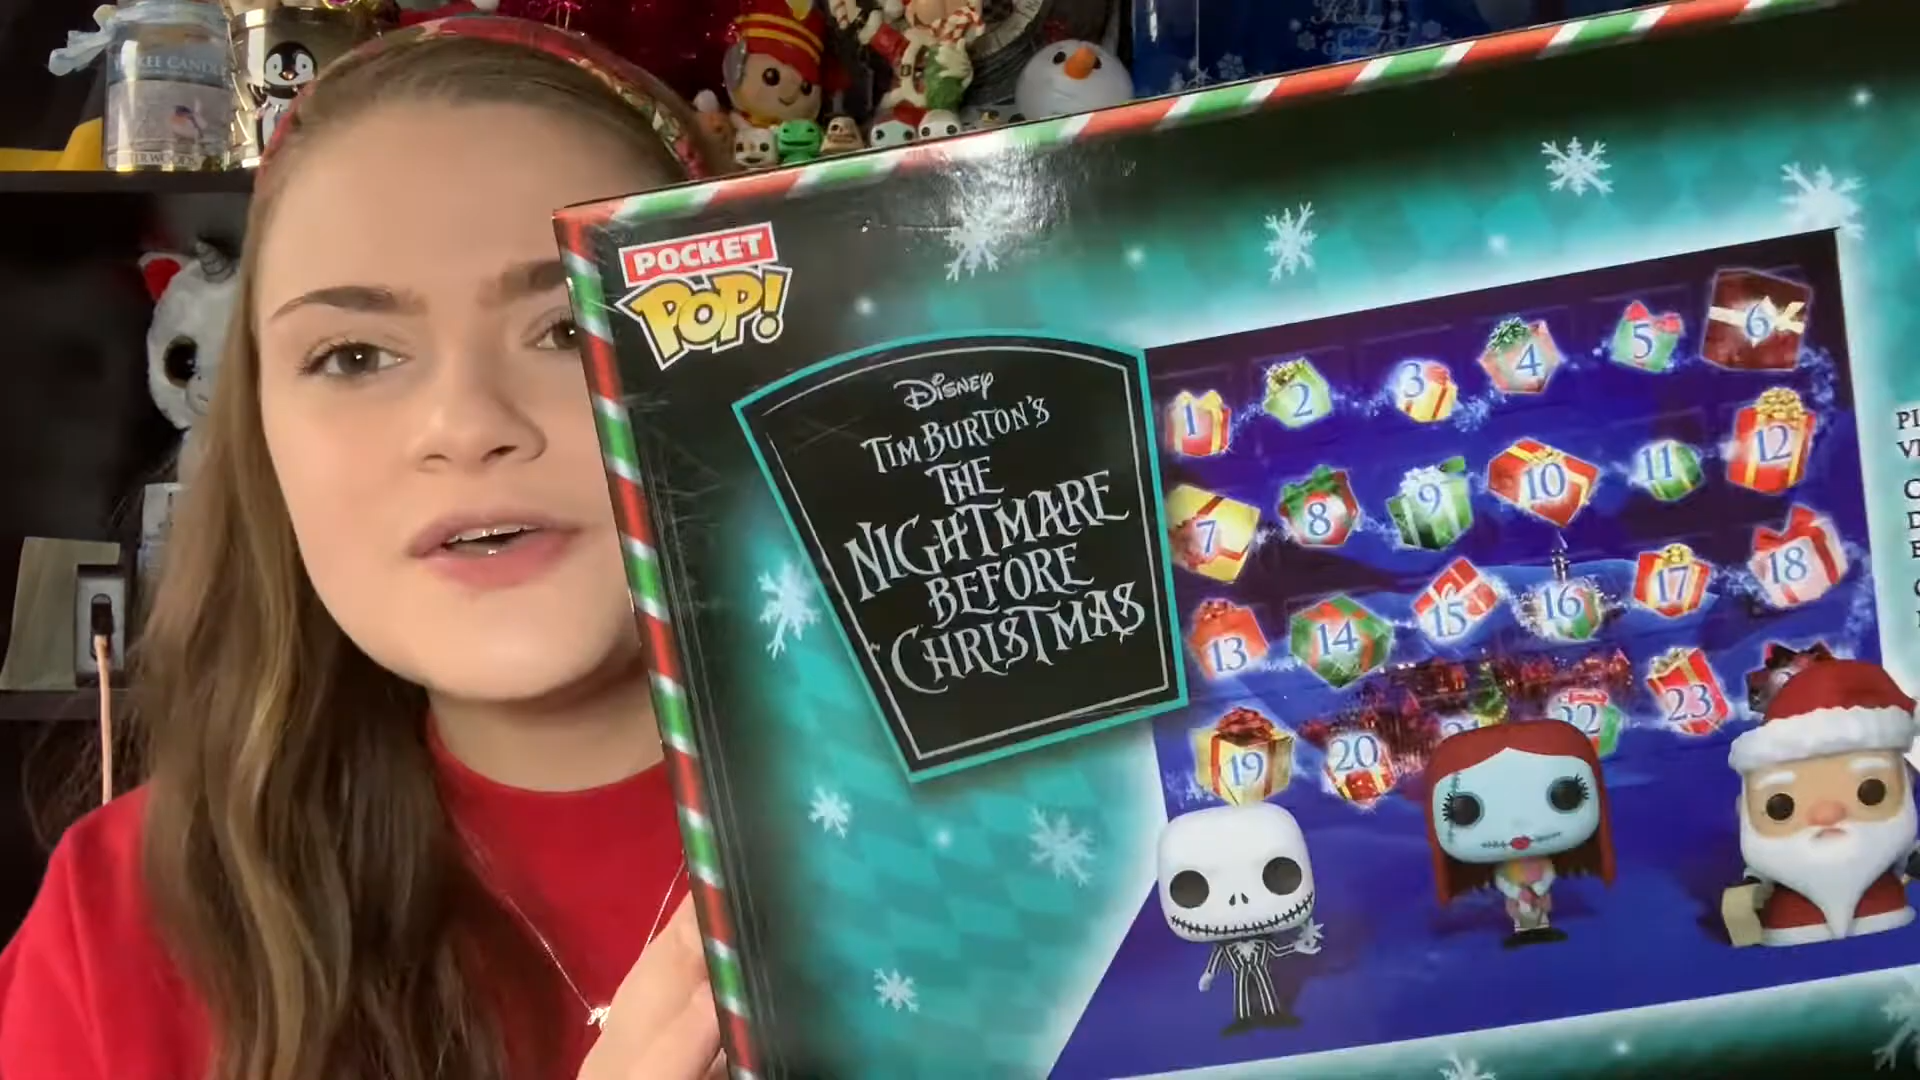 Holiday
POCKET
POP!
DISNEY
TIM BURTON'S
THE
NIGHTMARE
BEFORE
CHRISTMAS
1 2 3 4 5 6
7 8 9 10 11 12
13 14 15 16 17 18
19 20 22 23